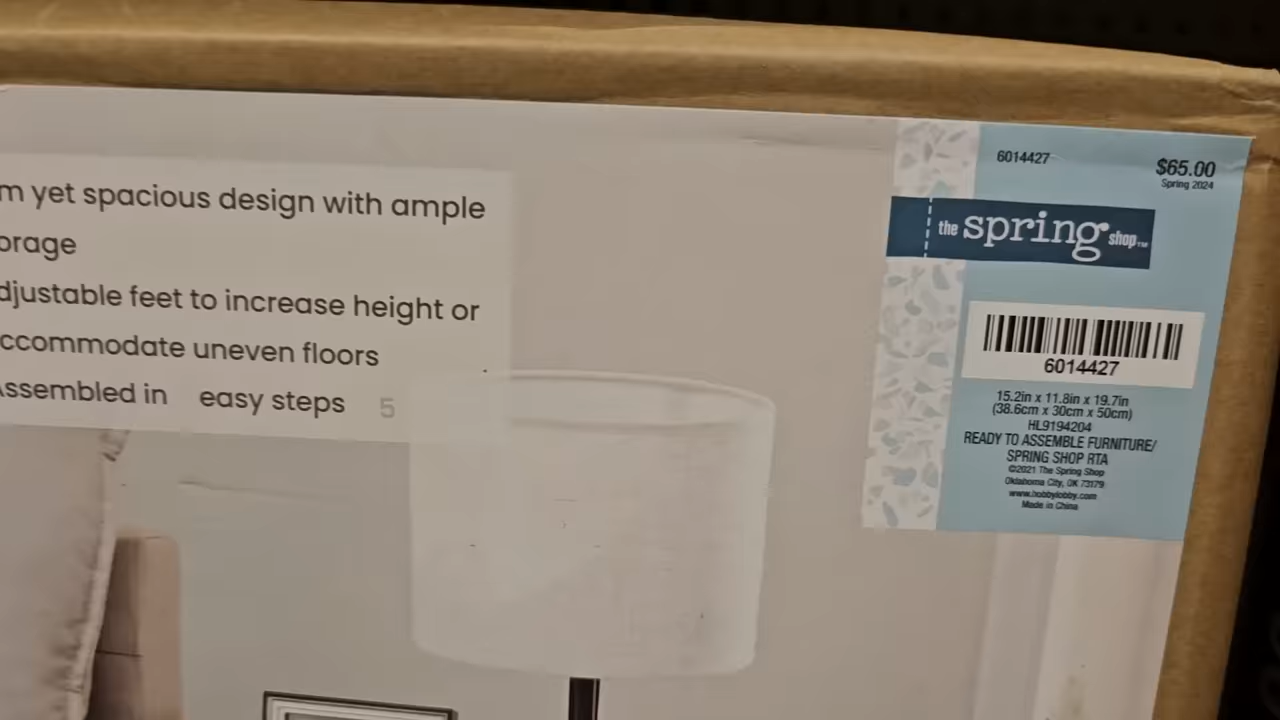 m yet spacious design with ample
orage
djustable feet to increase height or
ccommodate uneven floors
Assembled in easy steps 5
6014427
$65.00
Spring 2024
the spring shop™
6014427
15.2in x 11.8in x 19.7in
(38.6cm x 30cm x 50cm)
HL9194204
READY TO ASSEMBLE FURNITURE/
SPRING SHOP RTA
©2021 The Spring Shop
Oklahoma City, OK 73179
www.hobbylobby.com
Made in China